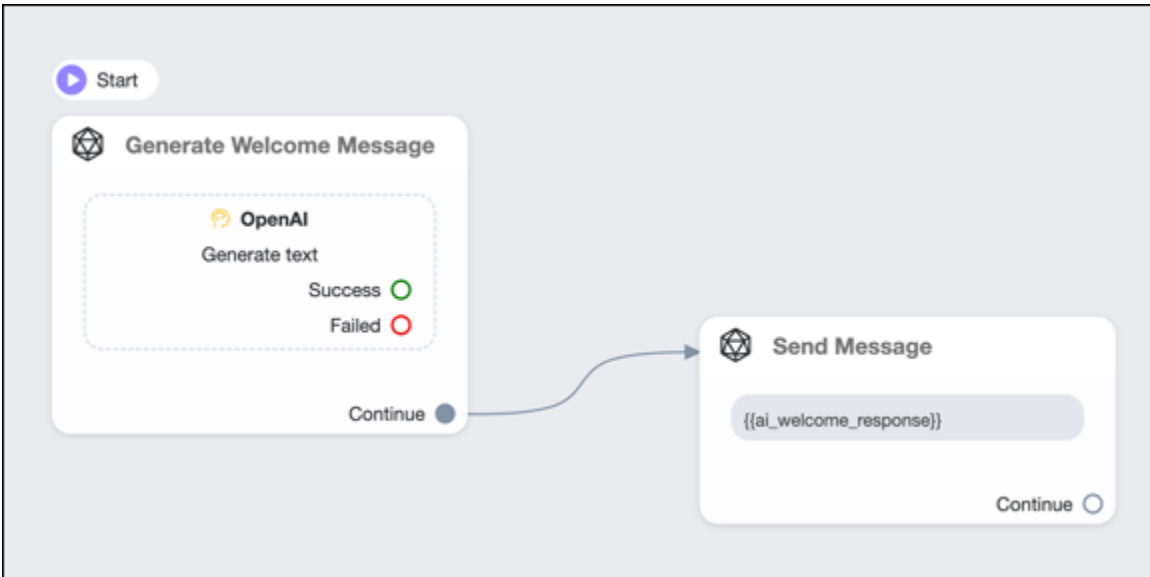 Start
Generate Welcome Message
OpenAI
Generate text
Success
Failed
Continue
Send Message
{{ai_welcome_response}}
Continue